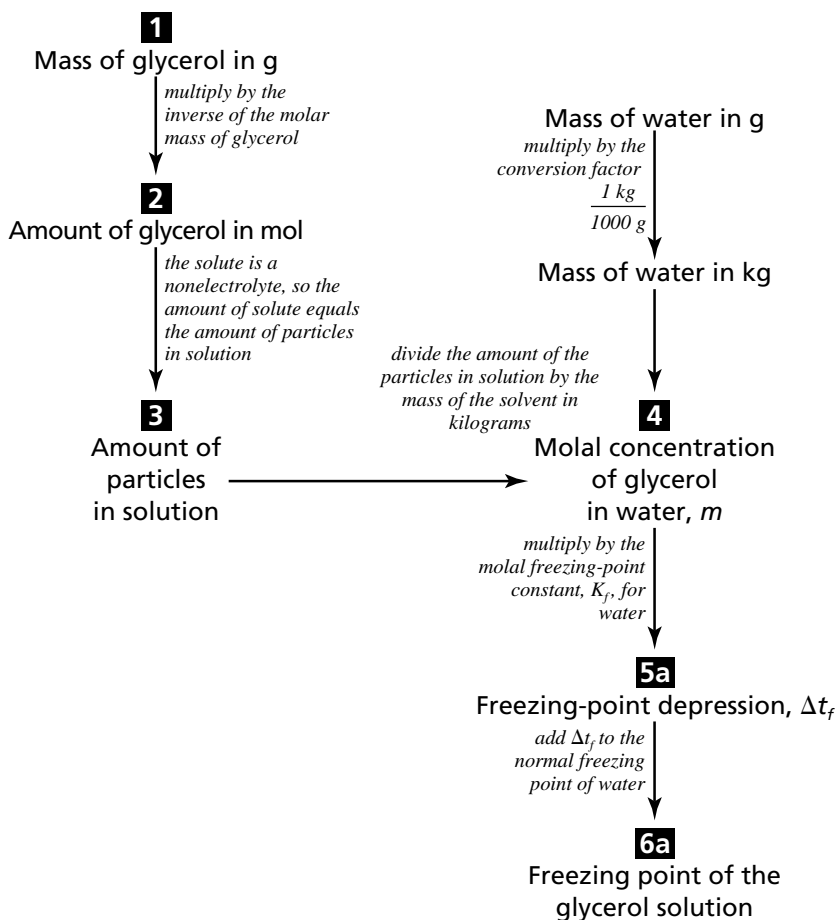 1
Mass of glycerol in g
multiply by the
inverse of the molar
mass of glycerol
2
Amount of glycerol in mol
the solute is a
nonelectrolyte, so the
amount of solute equals
the amount of particles
in solution
3
Amount of
particles
in solution
Mass of water in g
multiply by the
conversion factor
1 kg
1000 g
Mass of water in kg
divide the amount of the
particles in solution by the
mass of the solvent in
kilograms
4
Molal concentration
of glycerol
in water, m
multiply by the
molal freezing-point
constant, Kf, for
water
5a
Freezing-point depression, Δtf
add Δtf to the
normal freezing
point of water
6a
Freezing point of the
glycerol solution